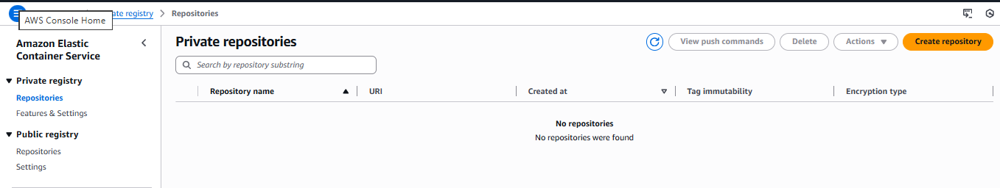 AWS Console Home
ate registry > Repositories
Amazon Elastic
Container Service
Private registry
Repositories
Features & Settings
Public registry
Repositories
Settings
Private repositories
View push commands
Delete
Actions
Create repository
Search by repository substring
Repository name
URI
Created at
Tag immutability
Encryption type
No repositories
No repositories were found